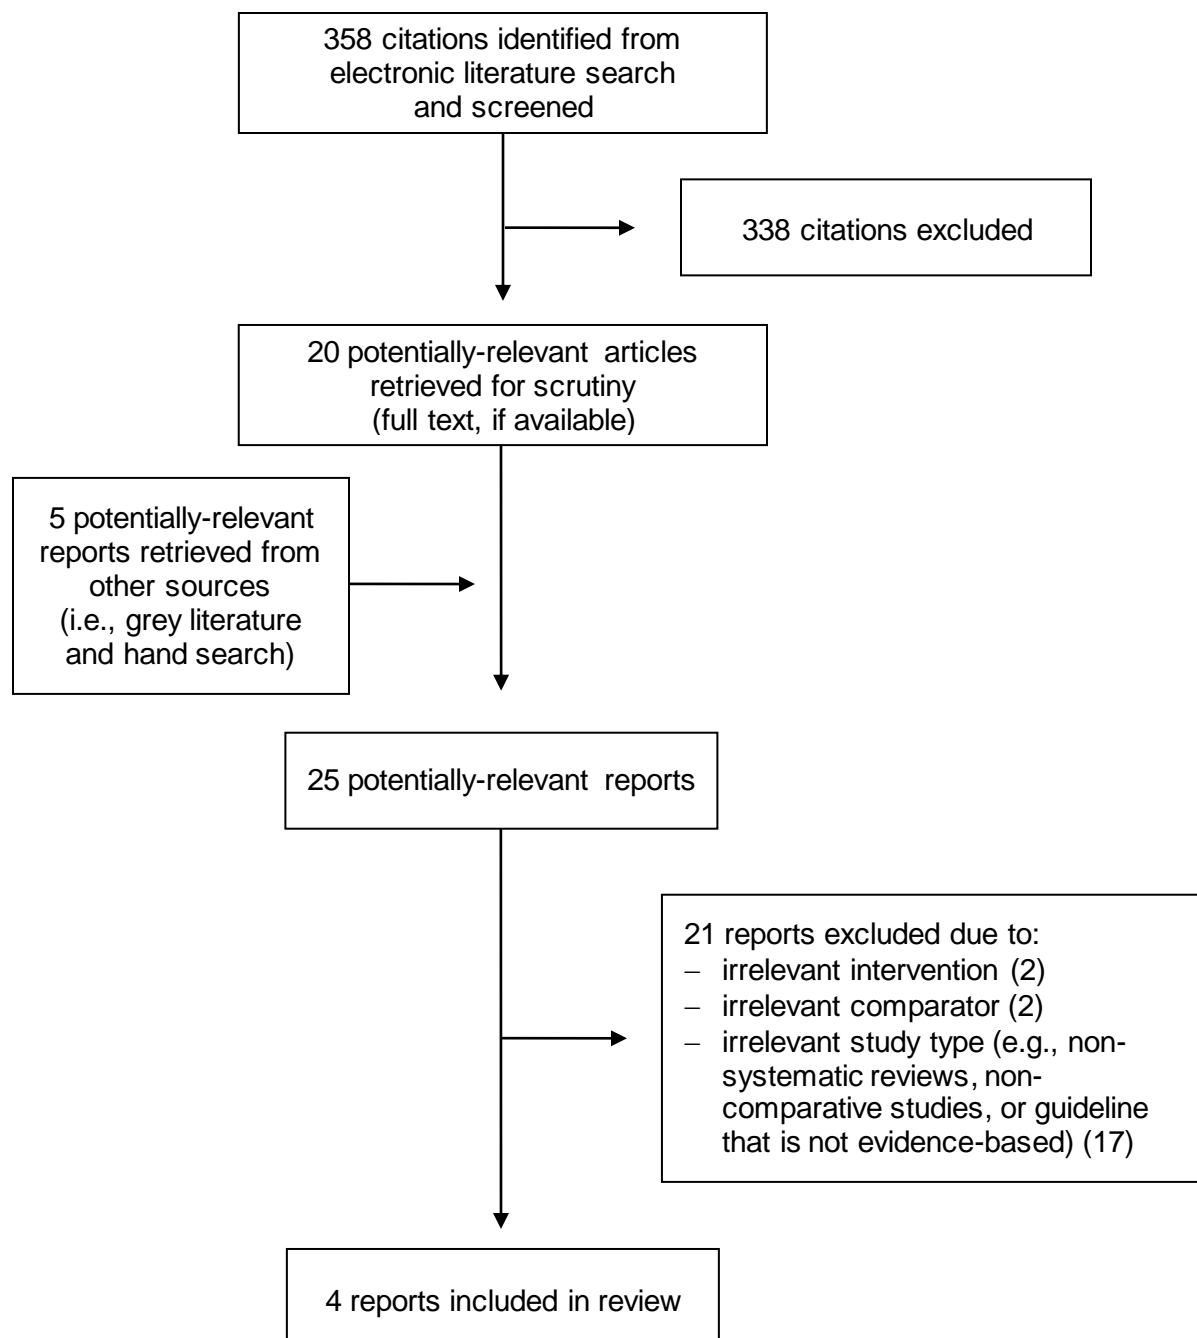 358 citations identified from
electronic literature search
and screened
338 citations excluded
20 potentially-relevant articles
retrieved for scrutiny
(full text, if available)
5 potentially-relevant
reports retrieved from
other sources
(i.e., grey literature
and hand search)
25 potentially-relevant reports
21 reports excluded due to:
– irrelevant intervention (2)
– irrelevant comparator (2)
– irrelevant study type (e.g., non-
systematic reviews, non-
comparative studies, or guideline
that is not evidence-based) (17)
4 reports included in review